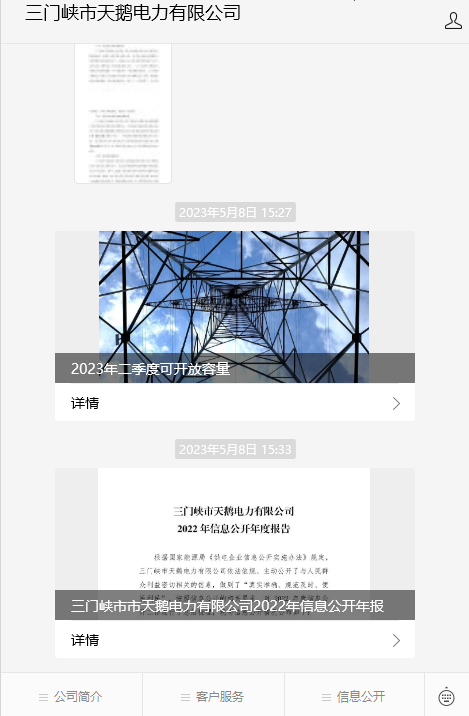 三门峡市天鹅电力有限公司
2023年5月8日 15:27
2023年二季度可开放容量
详情
2023年5月8日 15:33
三门峡市天鹅电力有限公司
2022 年信息公开年度报告
根据国家能源局《供电企业信息公开实施办法》规定,
三门峡市天鹅电力有限公司依法依规、主动公开了与人民群
众利益密切相关的信息, 做到了“真实准确、规范及时、便
三门峡市市天鹅电力有限公司2022年信息公开年报
详情
公司简介
客户服务
信息公开